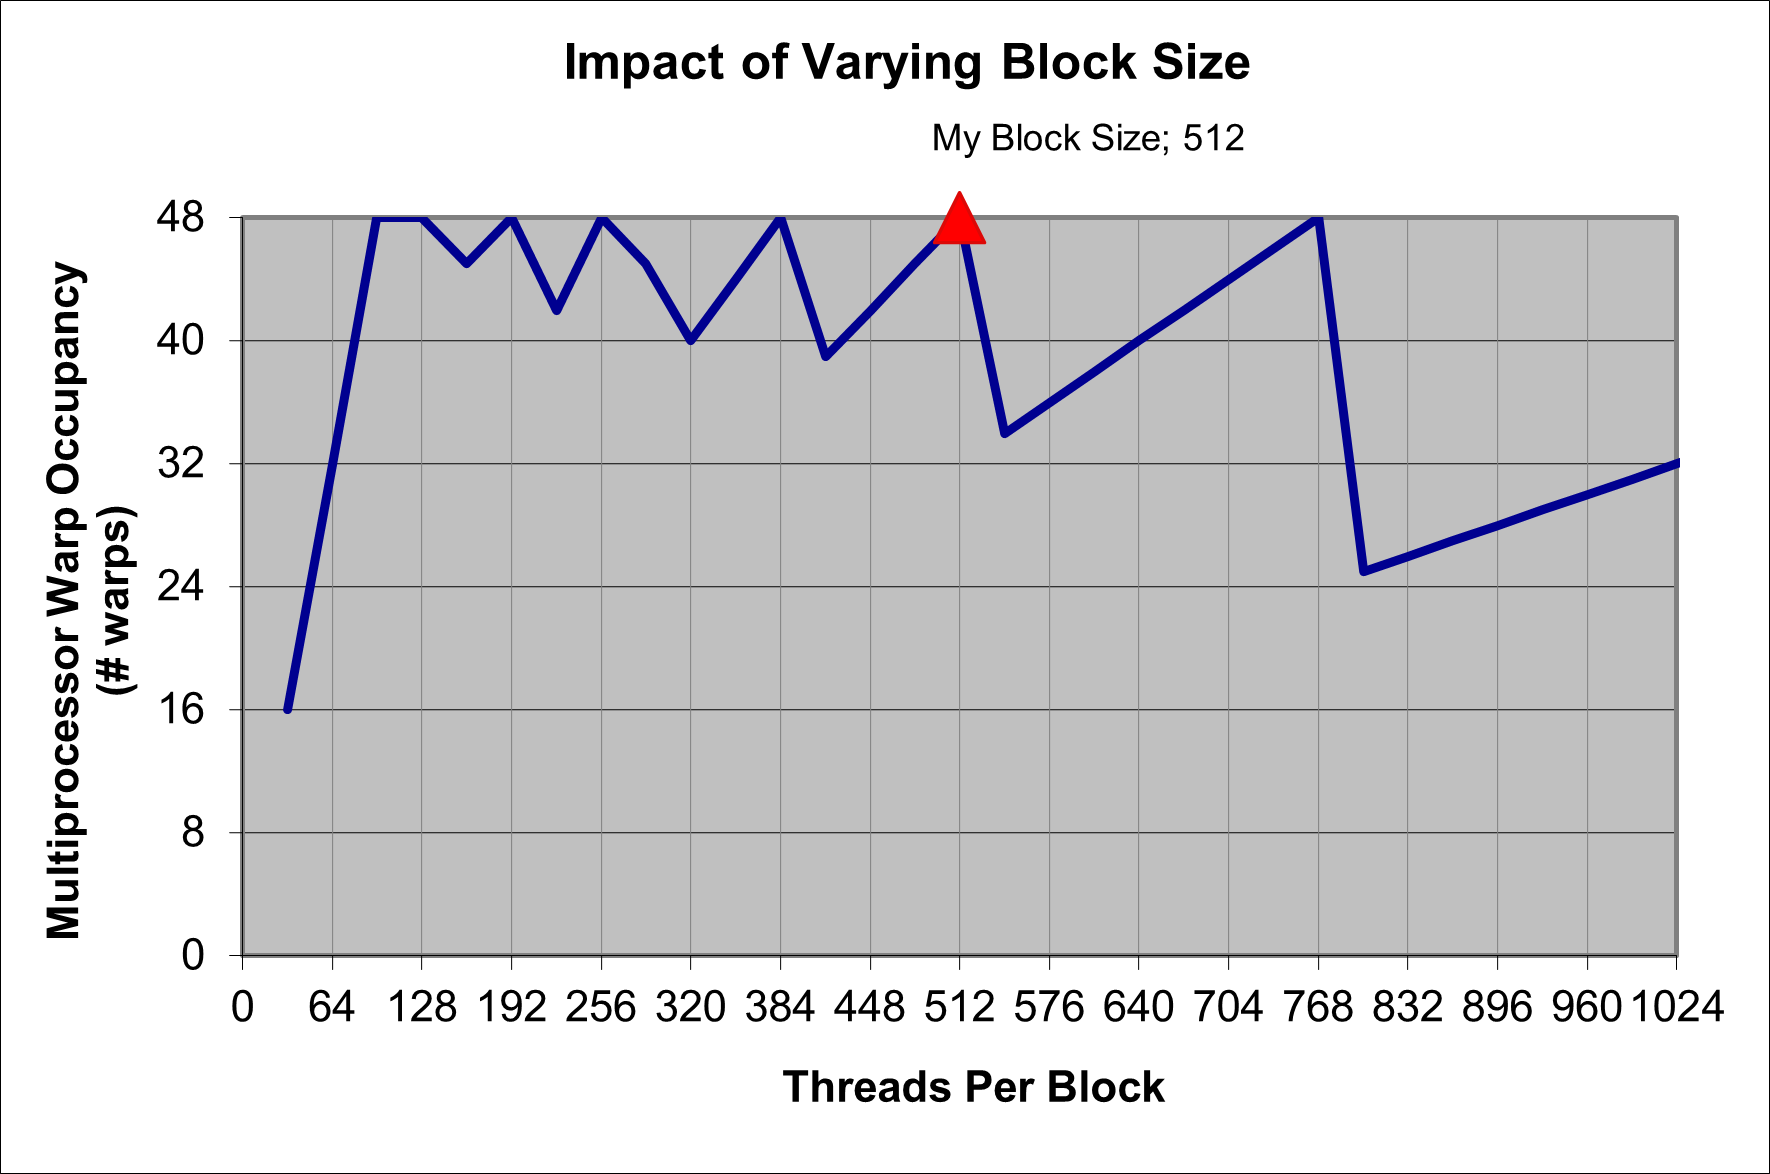 Impact of Varying Block Size
My Block Size; 512
Multiprocessor Warp Occupancy
(# warps)
48
40
32
24
16
8
0
0 64 128 192 256 320 384 448 512 576 640 704 768 832 896 960 1024
Threads Per Block